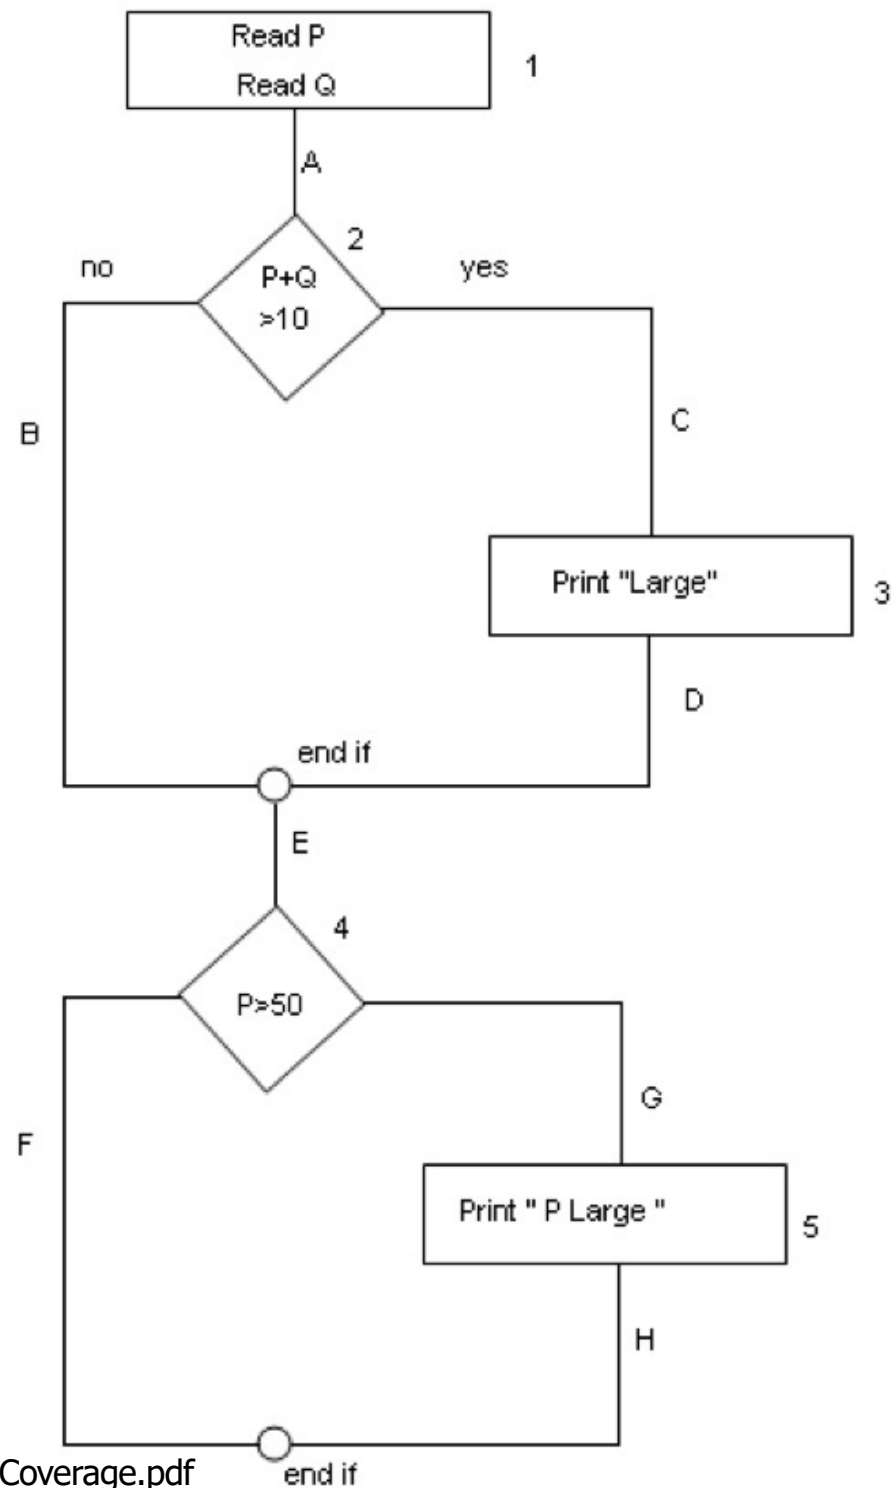 Read P
Read Q
1
A
2
no
P+Q
yes
>10
B
C
Print "Large"
3
D
end if
E
4
P>50
F
G
Print " P Large "
5
H
Coverage.pdf
end if